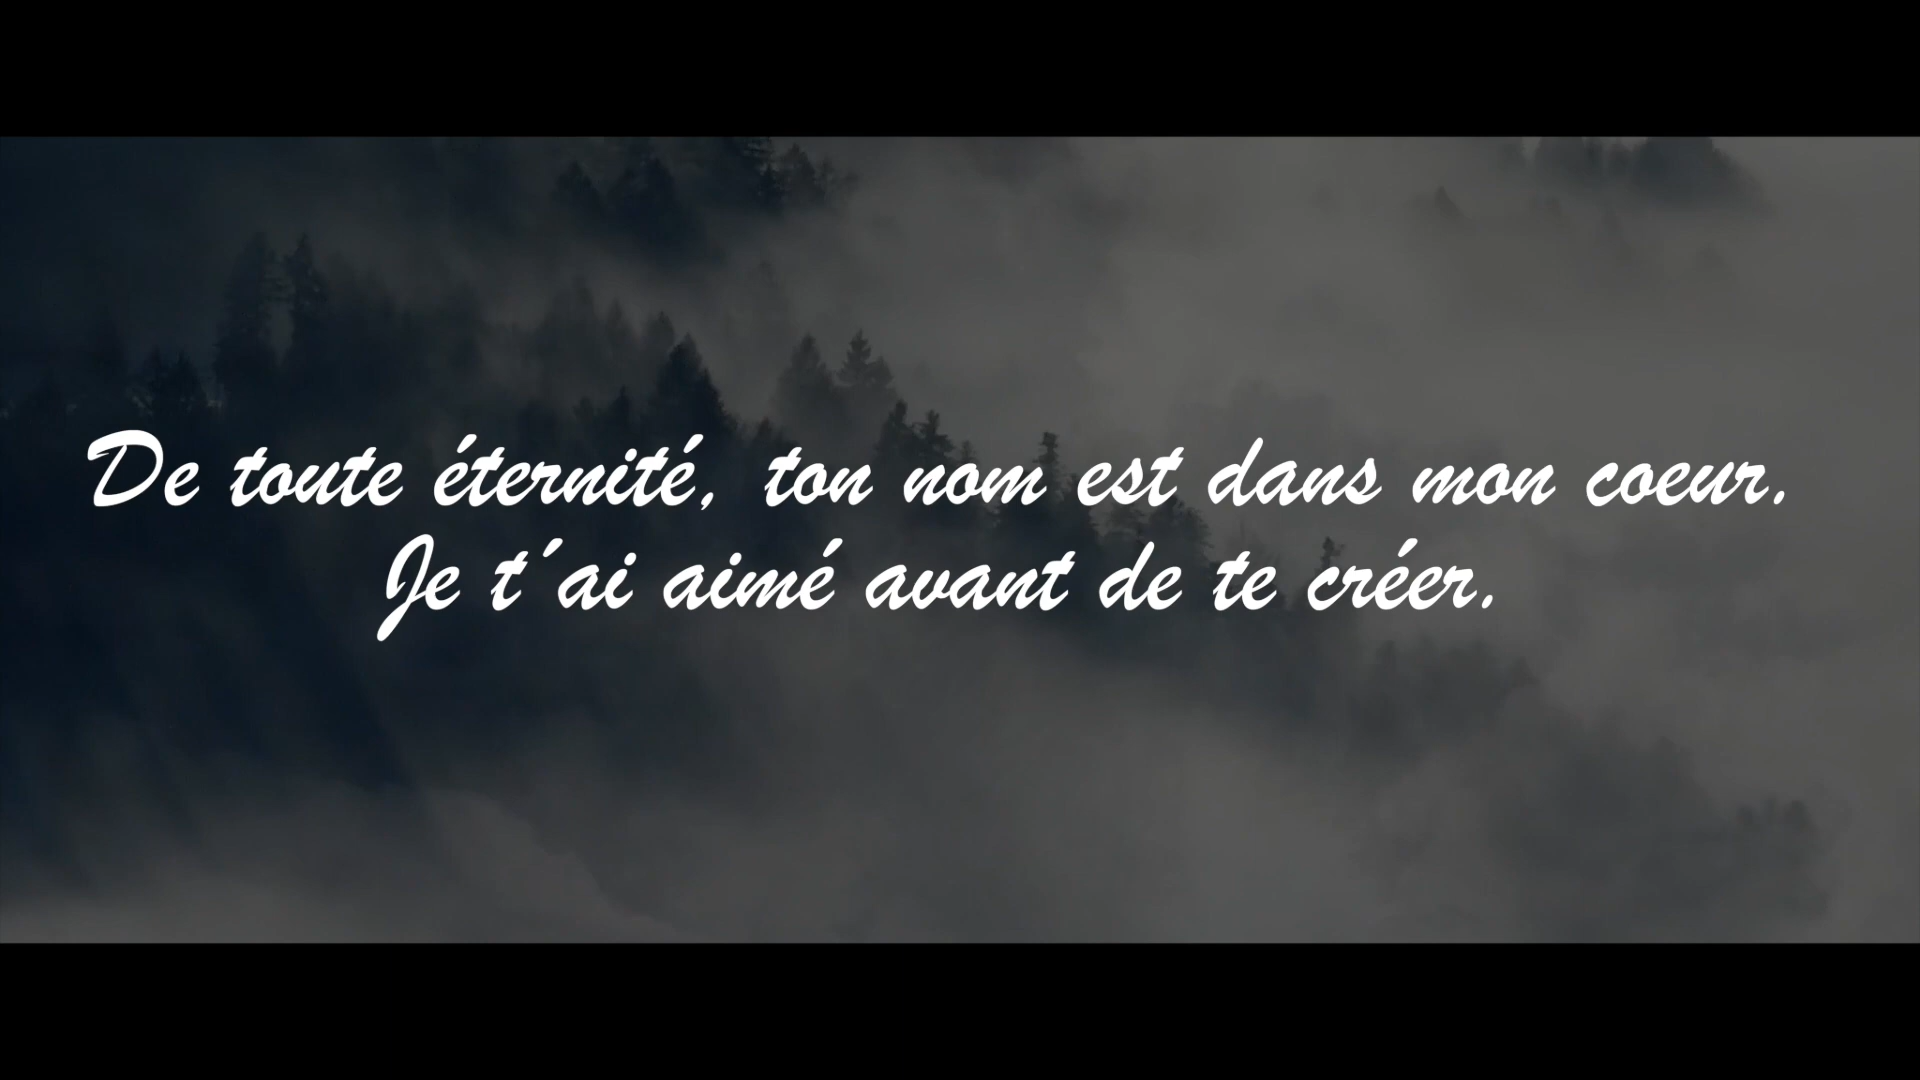 De toute éternité, ton nom est dans mon coeur.
Je t´ai aimé avant de te créer.